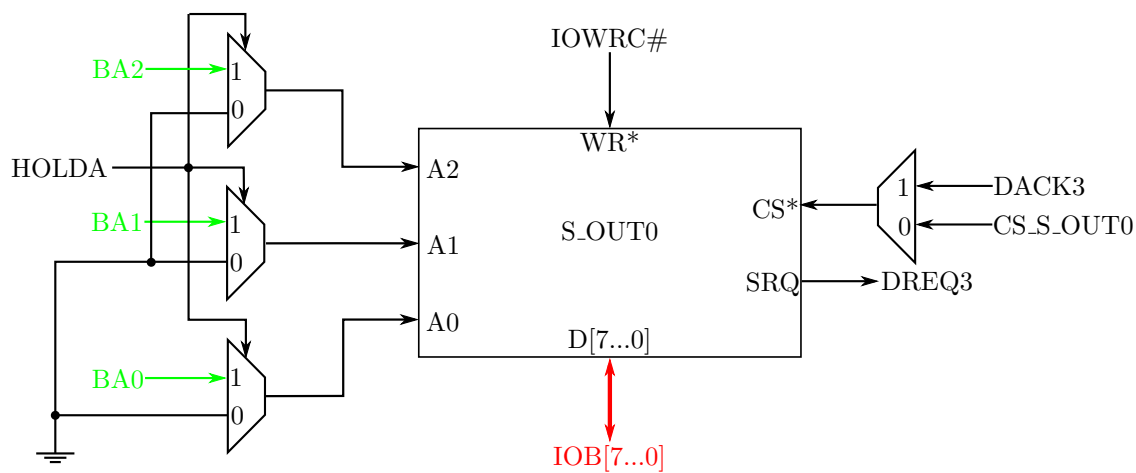 IOWRC#
BA2
1
0
WR*
HOLDA
A2
1
DACK3
CS*
BA1
1
S_OUT0
0
CS_S_OUT0
A1
0
SRQ
DREQ3
A0
D[7...0]
BA0
1
0
IOB[7...0]